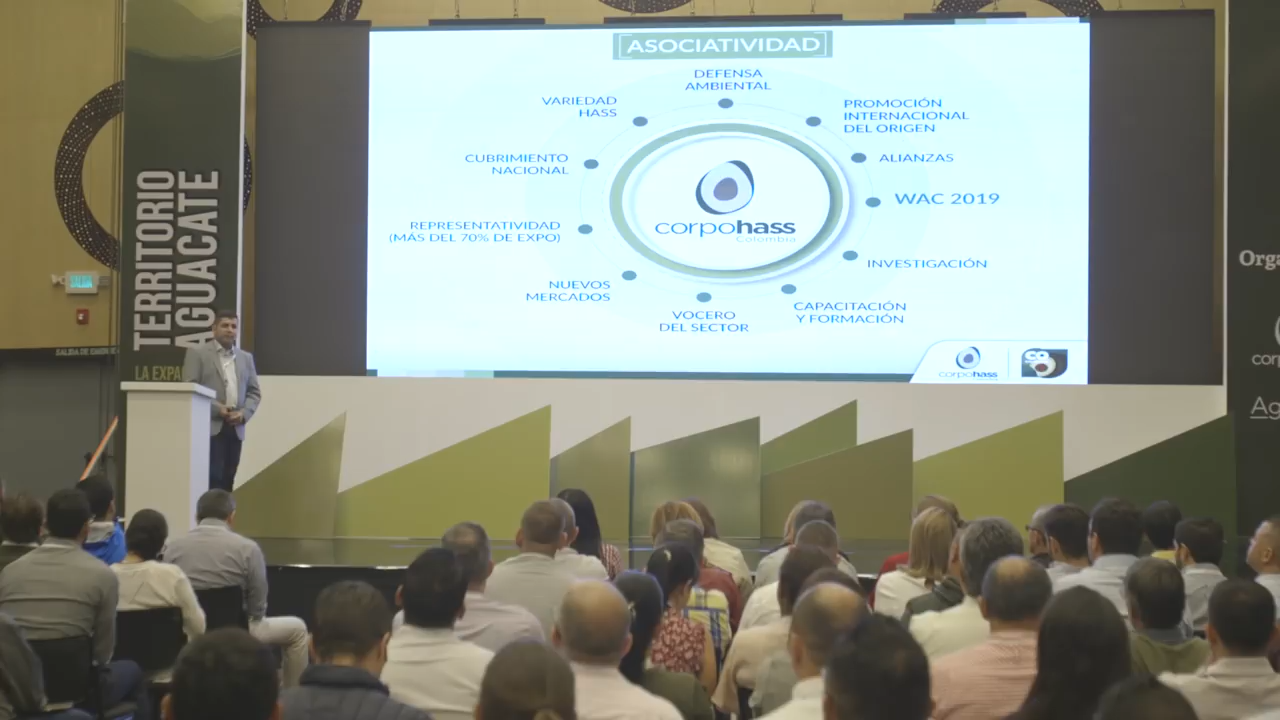 ASOCIATIVIDAD
DEFENSA
AMBIENTAL
VARIEDAD
HASS
PROMOCIÓN
INTERNACIONAL
DEL ORIGEN
CUBRIMIENTO
NACIONAL
ALIANZAS
WAC 2019
REPRESENTATIVIDAD
(MÁS DEL 70% DE EXPO)
corpohass
Colombia
INVESTIGACIÓN
NUEVOS
MERCADOS
CAPACITACIÓN
Y FORMACIÓN
VOCERO
DEL SECTOR
corpohass
TERRITORIO
AGUACATE
LA EXPA
SALIDA
Orga
corp
Ag